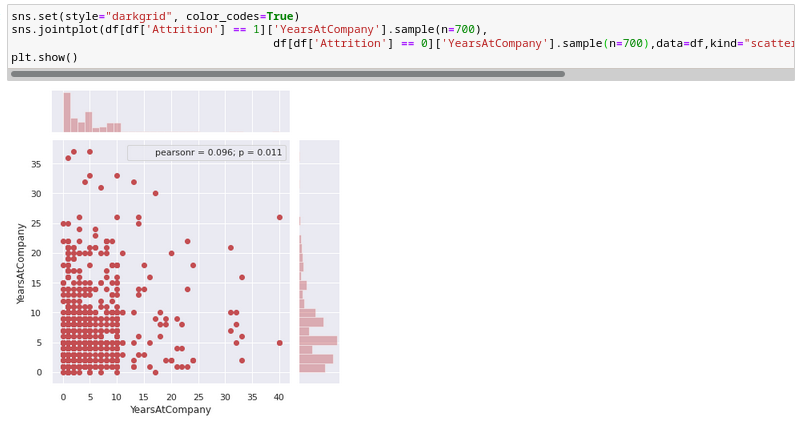 sns.set(style="darkgrid", color_codes=True)
sns.jointplot(df[df['Attrition'] == 1]['YearsAtCompany'].sample(n=700),
df[df['Attrition'] == 0]['YearsAtCompany'].sample(n=700),data=df,kind="scatter
plt.show()
pearsonr = 0.096; p = 0.011
35
30
25
20
15
10
5
0
YearsAtCompany
0 5 10 15 20 25 30 35 40
YearsAtCompany